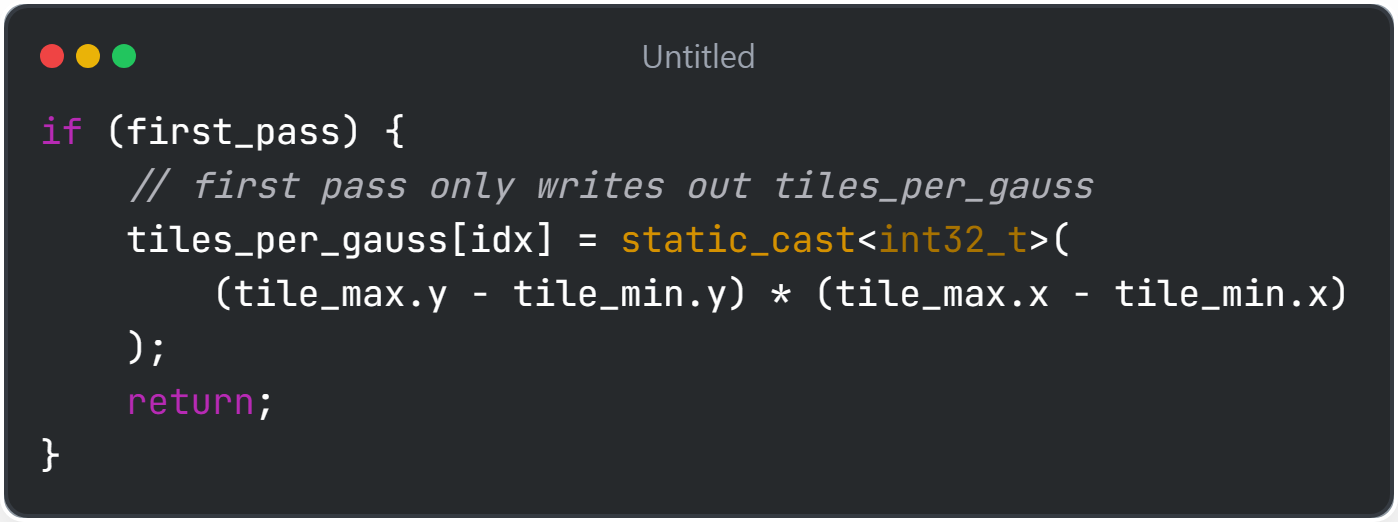 Untitled
if (first_pass) {
    // first pass only writes out tiles_per_gauss
    tiles_per_gauss[idx] = static_cast<int32_t>(
        (tile_max.y - tile_min.y) * (tile_max.x - tile_min.x)
    );
    return;
}